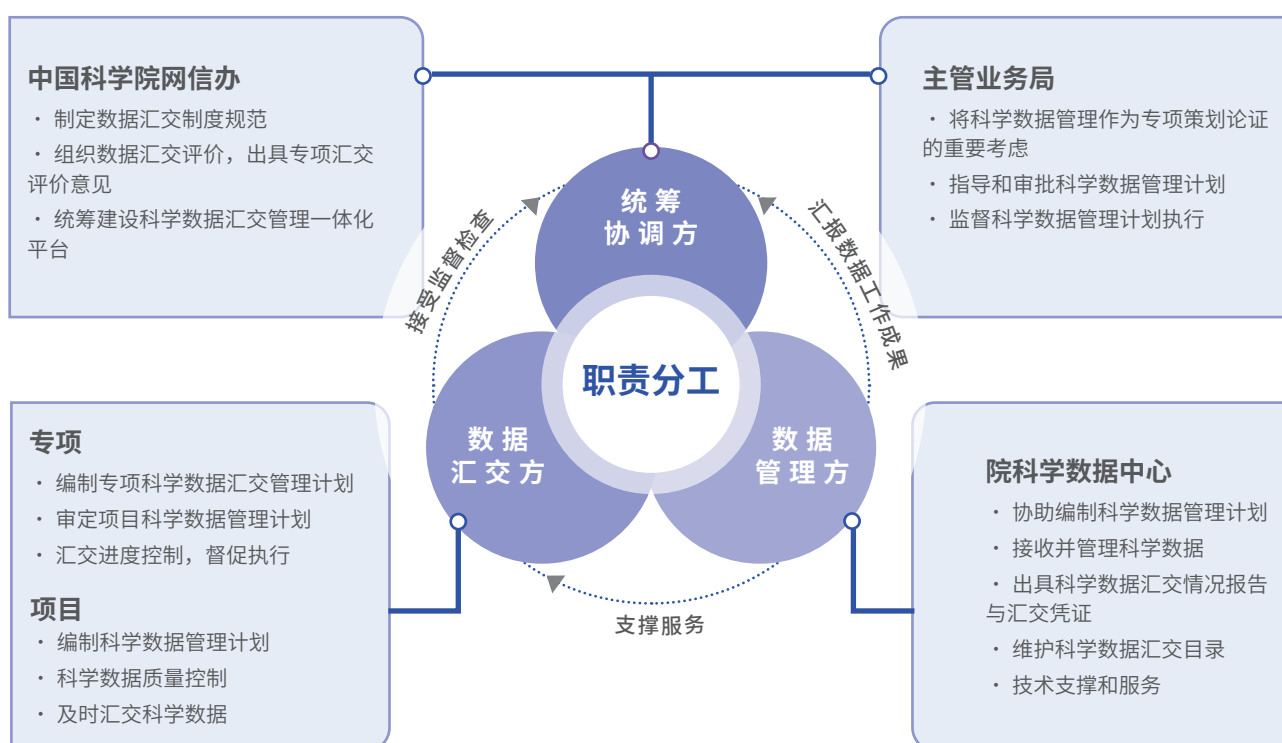 中国科学院网信办
· 制定数据汇交制度规范
· 组织数据汇交评价，出具专项汇交
评价意见
· 统筹建设科学数据汇交管理一体化
平台
主管业务局
· 将科学数据管理作为专项策划论证
的重要考虑
· 指导和审批科学数据管理计划
· 监督科学数据管理计划执行
统筹
协调方
接受监督检查
汇报数据工作成果
职责分工
数据
汇交方
数据
管理方
支撑服务
专项
· 编制专项科学数据汇交管理计划
· 审定项目科学数据管理计划
· 汇交进度控制，督促执行
项目
· 编制科学数据管理计划
· 科学数据质量控制
· 及时汇交科学数据
院科学数据中心
· 协助编制科学数据管理计划
· 接收并管理科学数据
· 出具科学数据汇交情况报告
与汇交凭证
· 维护科学数据汇交目录
· 技术支撑和服务